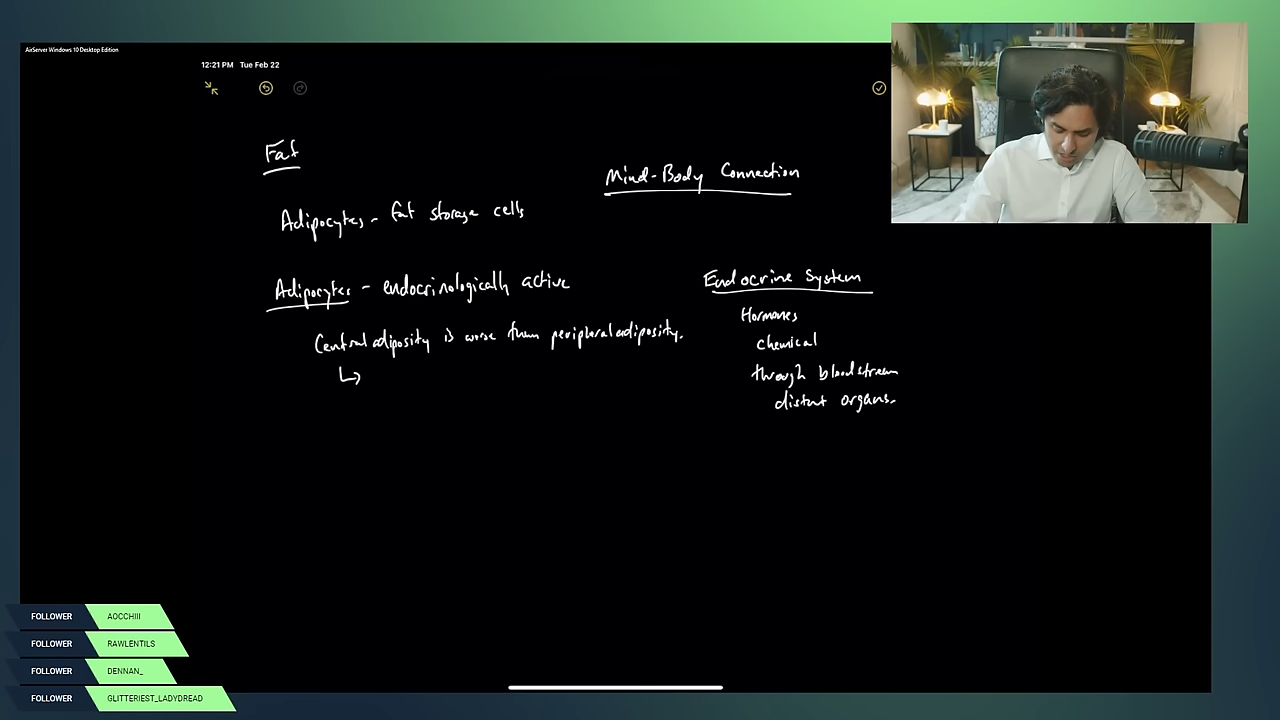 AirServer Windows 10 Desktop Edition
12:21 PM Tue Feb 22
Fat
Mind-Body Connection
Adipocytes - fat storage cells
Adipocytes - endocrinologically active
Central adiposity is worse than peripheral adiposity.
Endocrine System
Hormones
chemical
through bloodstream
distant organs.
FOLLOWER AOCCHIII
FOLLOWER RAWLENTILS
FOLLOWER DENNAN_
FOLLOWER GLITTERIEST_LADYDREAD